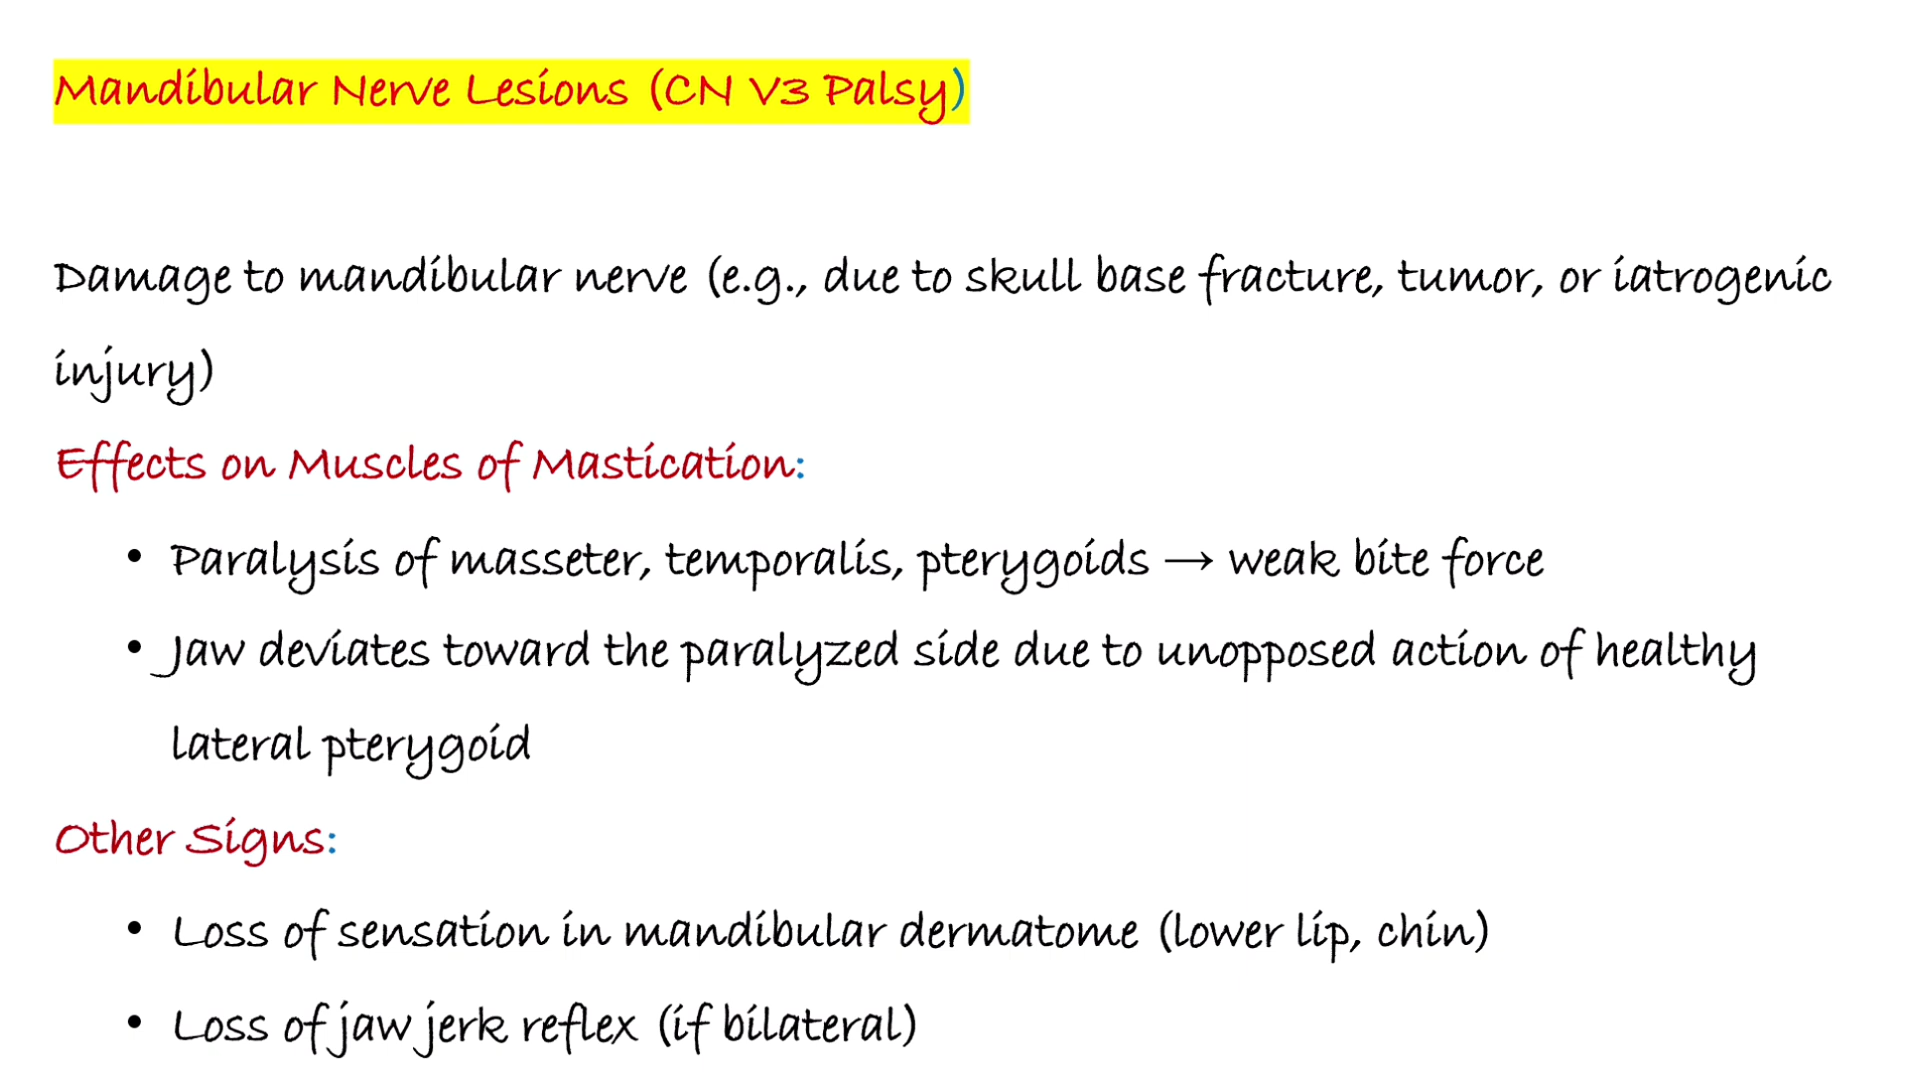 Mandibular Nerve Lesions (CN V3 Palsy)
Damage to mandibular nerve (e.g., due to skull base fracture, tumor, or iatrogenic
injury)
Effects on Muscles of Mastication:
• Paralysis of masseter, temporalis, pterygoids → weak bite force
• Jaw deviates toward the paralyzed side due to unopposed action of healthy
lateral pterygoid
Other Signs:
• Loss of sensation in mandibular dermatome (lower lip, chin)
• Loss of jaw jerk reflex (if bilateral)